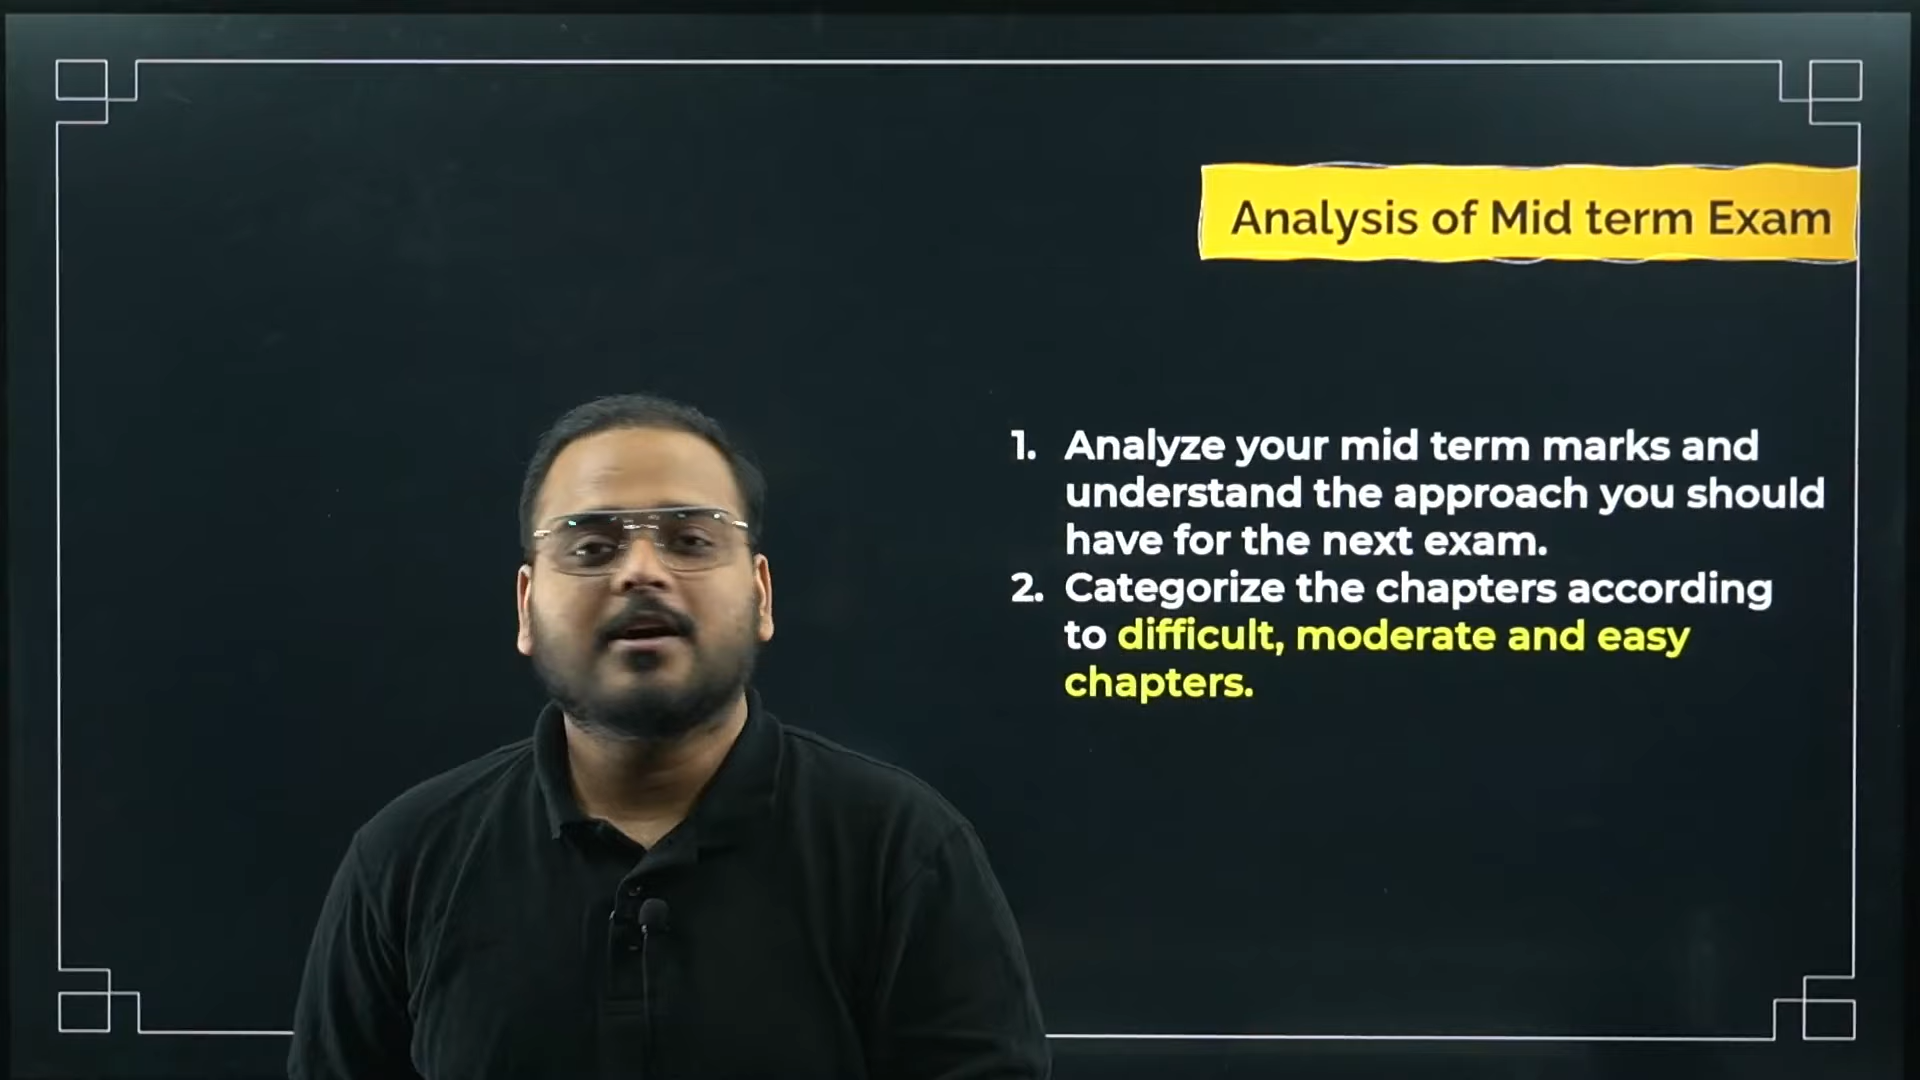 Analysis of Mid term Exam
1. Analyze your mid term marks and
understand the approach you should
have for the next exam.
2. Categorize the chapters according
to difficult, moderate and easy
chapters.